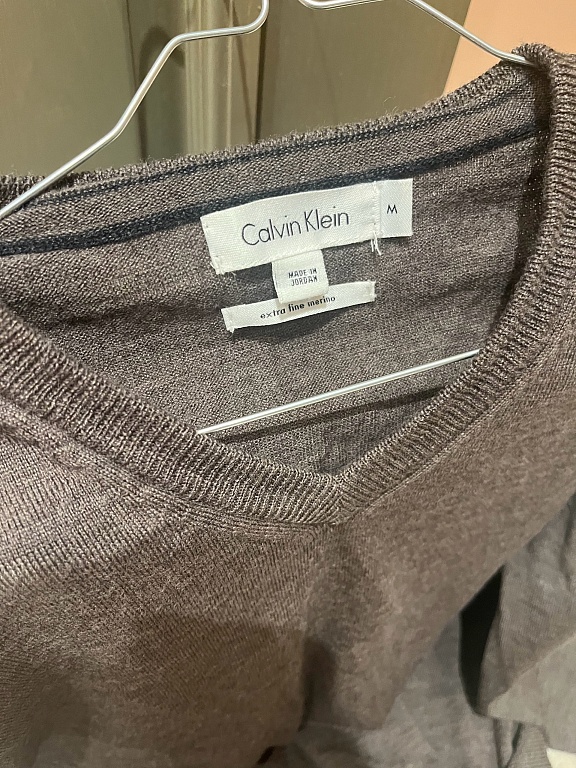 Calvin Klein
M
MADE IN
JORDAN
extra fine merino